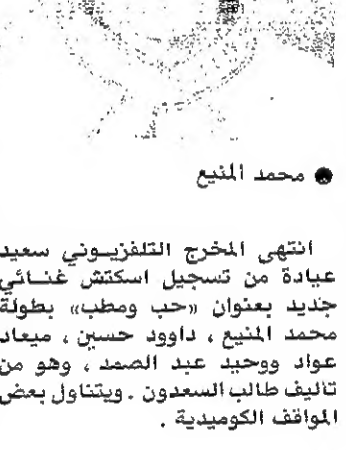 ● محمد المنيع
انتهى المخرج التلفزيوني سعيد
عيادة من تسجيل اسكتش غنائي
جديد بعنوان «حب ومطب» بطولة
محمد المنيع ، داوود حسين ، ميعاد
عواد ووحيد عبد الصمد ، وهو من
تاليف طالب السعدون . ويتناول بعض
المواقف الكوميدية .